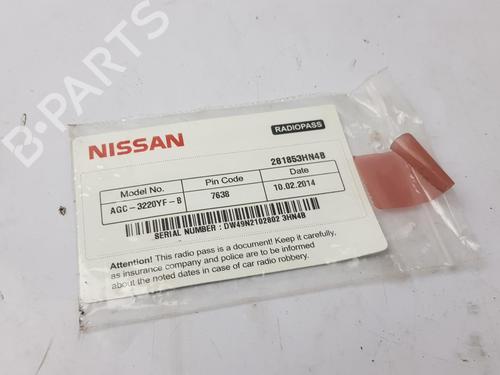 B-PARTS
NISSAN
RADIOPASS
281853HN4B
Model No.
Pin Code
Date
AGC-3220YF-B
7638
10.02.2014
SERIAL NUMBER : DW49N2102802 3HN4B
Attention! This radio pass is a document! Keep it carefully,
as insurance company and police are to be informed
about the noted dates in case of car radio robbery.